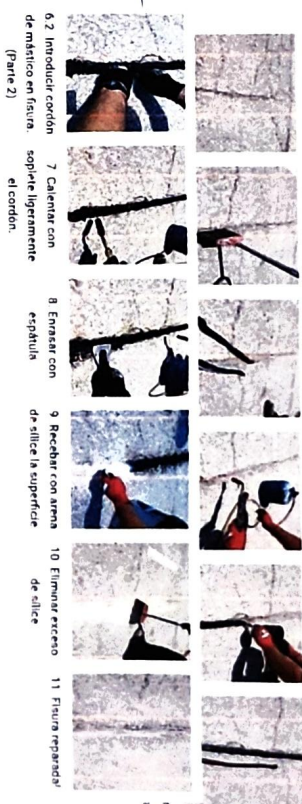 6.2 Introducir cordón
de mástico en fisura.
(Parte 2)
7 Calentar con
soplete ligeramente
el cordón.
8. Enrasar con
espátula
9 Recebar con arena
de sílice la superficie
10 Eliminar exceso
de sílice
11 Fisura reparada!